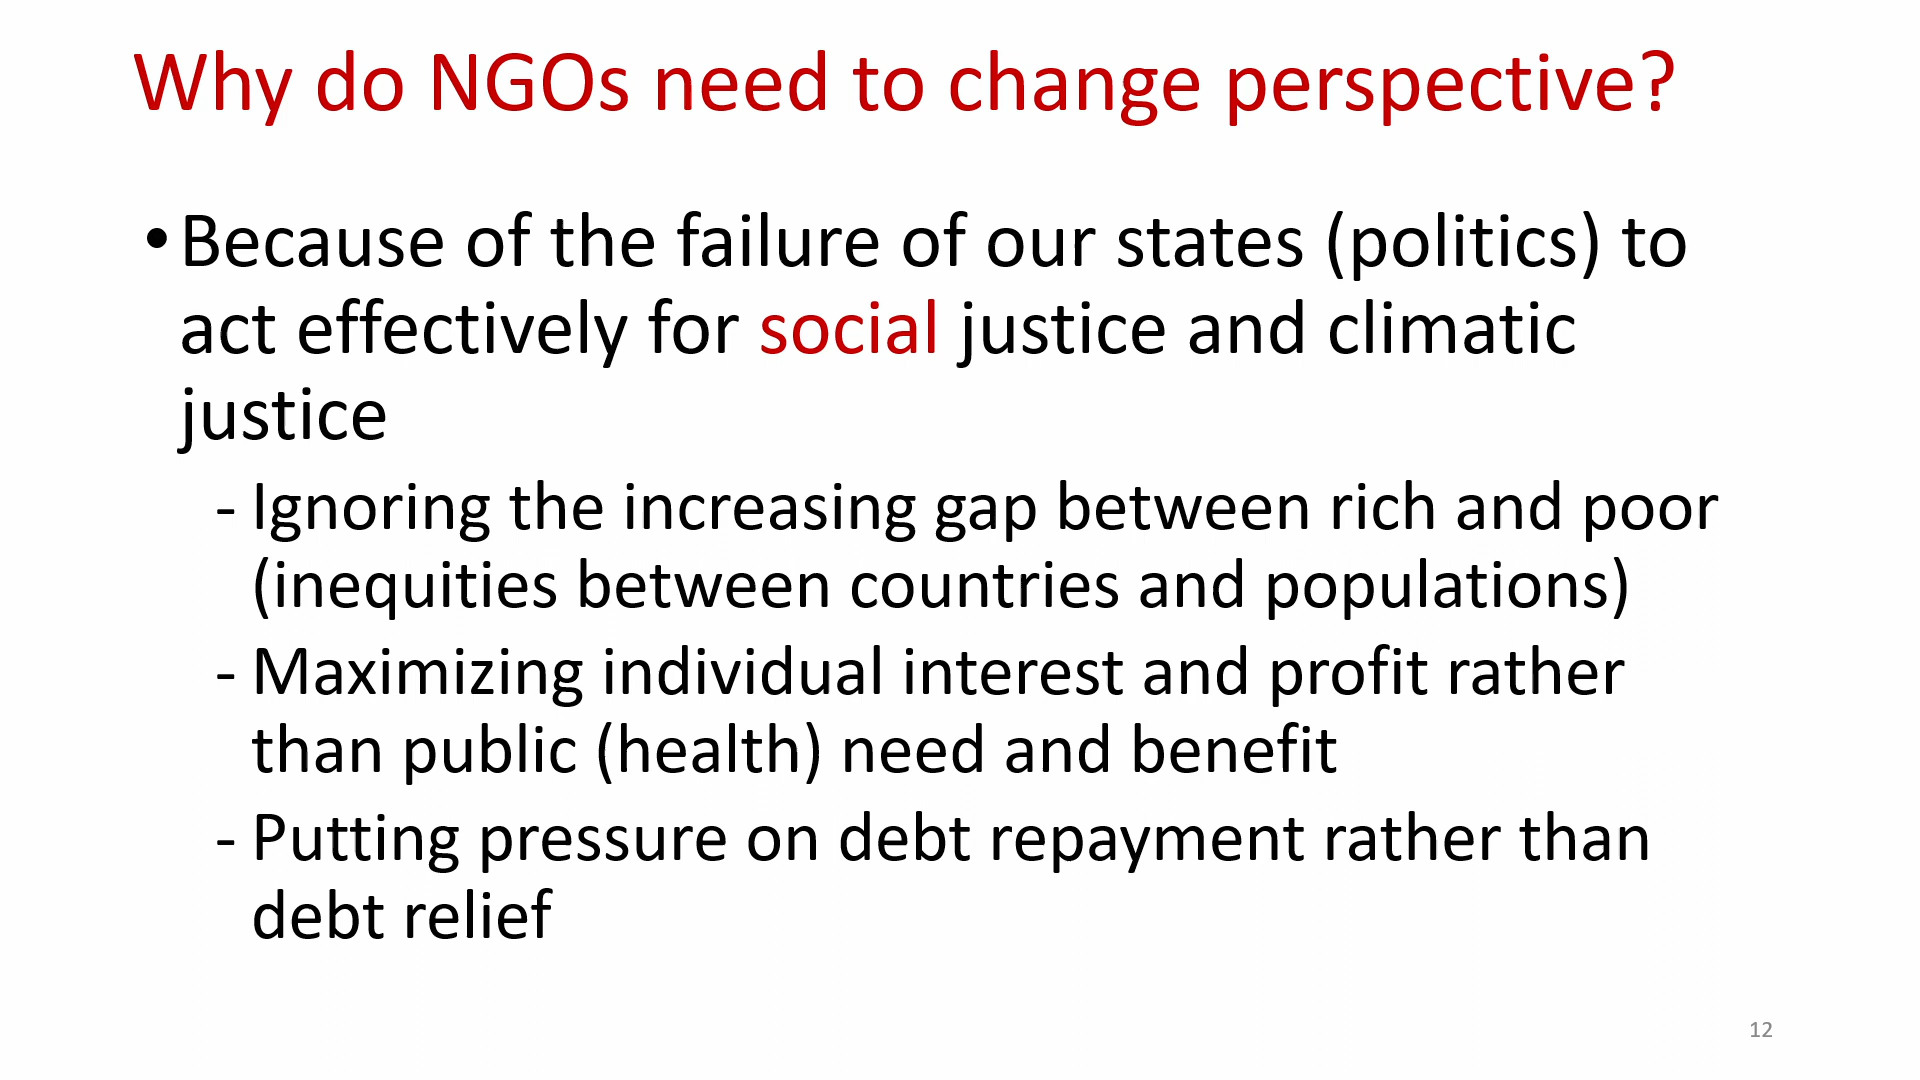 Why do NGOs need to change perspective?
•Because of the failure of our states (politics) to
act effectively for social justice and climatic
justice
- Ignoring the increasing gap between rich and poor
(inequities between countries and populations)
- Maximizing individual interest and profit rather
than public (health) need and benefit
- Putting pressure on debt repayment rather than
debt relief
12